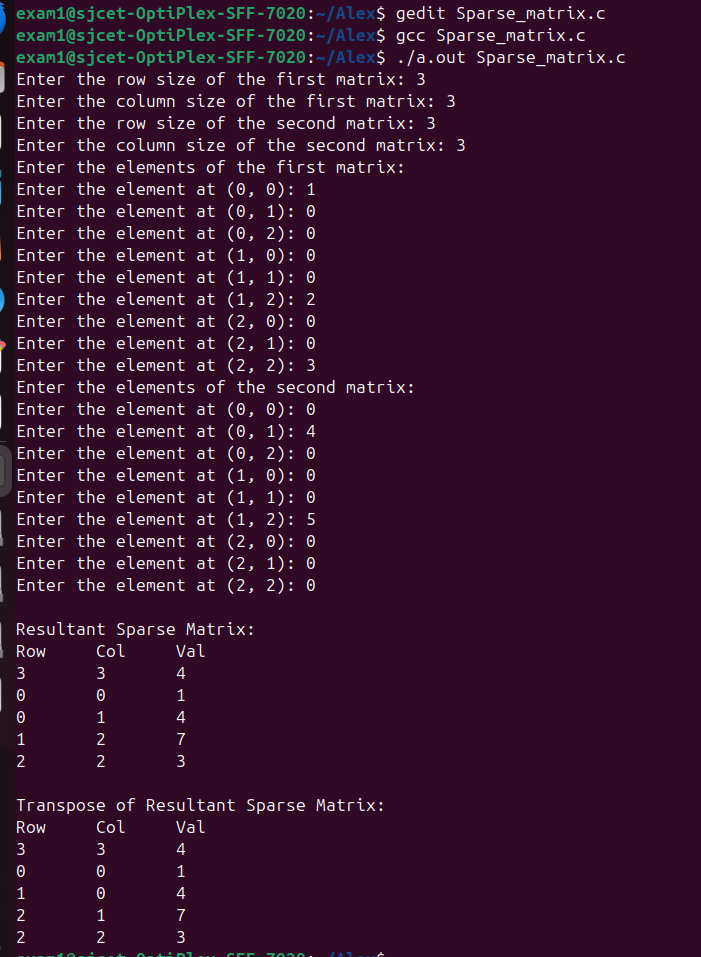 exam1@sjcet-OptiPlex-SFF-7020:~/Alex$ gedit Sparse_matrix.c
exam1@sjcet-OptiPlex-SFF-7020:~/Alex$ gcc Sparse_matrix.c
exam1@sjcet-OptiPlex-SFF-7020:~/Alex$ ./a.out Sparse_matrix.c
Enter the row size of the first matrix: 3
Enter the column size of the first matrix: 3
Enter the row size of the second matrix: 3
Enter the column size of the second matrix: 3
Enter the elements of the first matrix:
Enter the element at (0, 0): 1
Enter the element at (0, 1): 0
Enter the element at (0, 2): 0
Enter the element at (1, 0): 0
Enter the element at (1, 1): 0
Enter the element at (1, 2): 2
Enter the element at (2, 0): 0
Enter the element at (2, 1): 0
Enter the element at (2, 2): 3
Enter the elements of the second matrix:
Enter the element at (0, 0): 0
Enter the element at (0, 1): 4
Enter the element at (0, 2): 0
Enter the element at (1, 0): 0
Enter the element at (1, 1): 0
Enter the element at (1, 2): 5
Enter the element at (2, 0): 0
Enter the element at (2, 1): 0
Enter the element at (2, 2): 0
Resultant Sparse Matrix:
Row Col Val
3 3 4
0 0 1
0 1 4
1 2 7
2 2 3
Transpose of Resultant Sparse Matrix:
Row Col Val
3 3 4
0 0 1
1 0 4
2 1 7
2 2 3
exam1@sjcet-OptiPlex-SFF-7020:~/Alex$